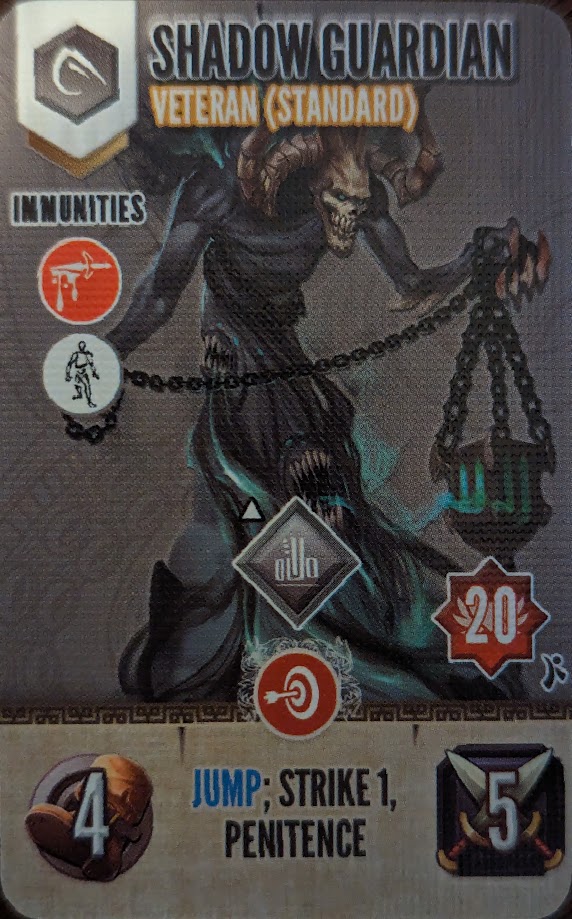 SHADOW GUARDIAN
VETERAN (STANDARD)
IMMUNITIES
20
4
JUMP; STRIKE 1,
PENITENCE
5